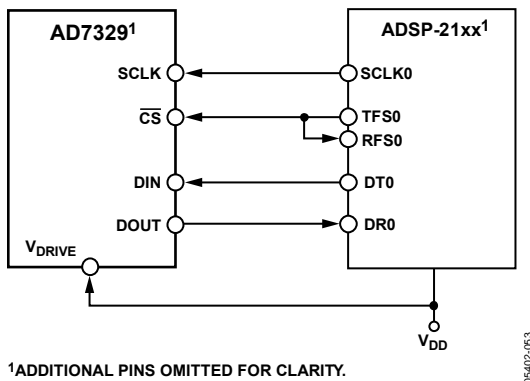 AD7329¹
ADSP-21xx¹
SCLK
SCLK0
C̅S̅
TFS0
RFS0
DIN
DT0
DOUT
DR0
VDRIVE
VDD
¹ADDITIONAL PINS OMITTED FOR CLARITY.
05402-053